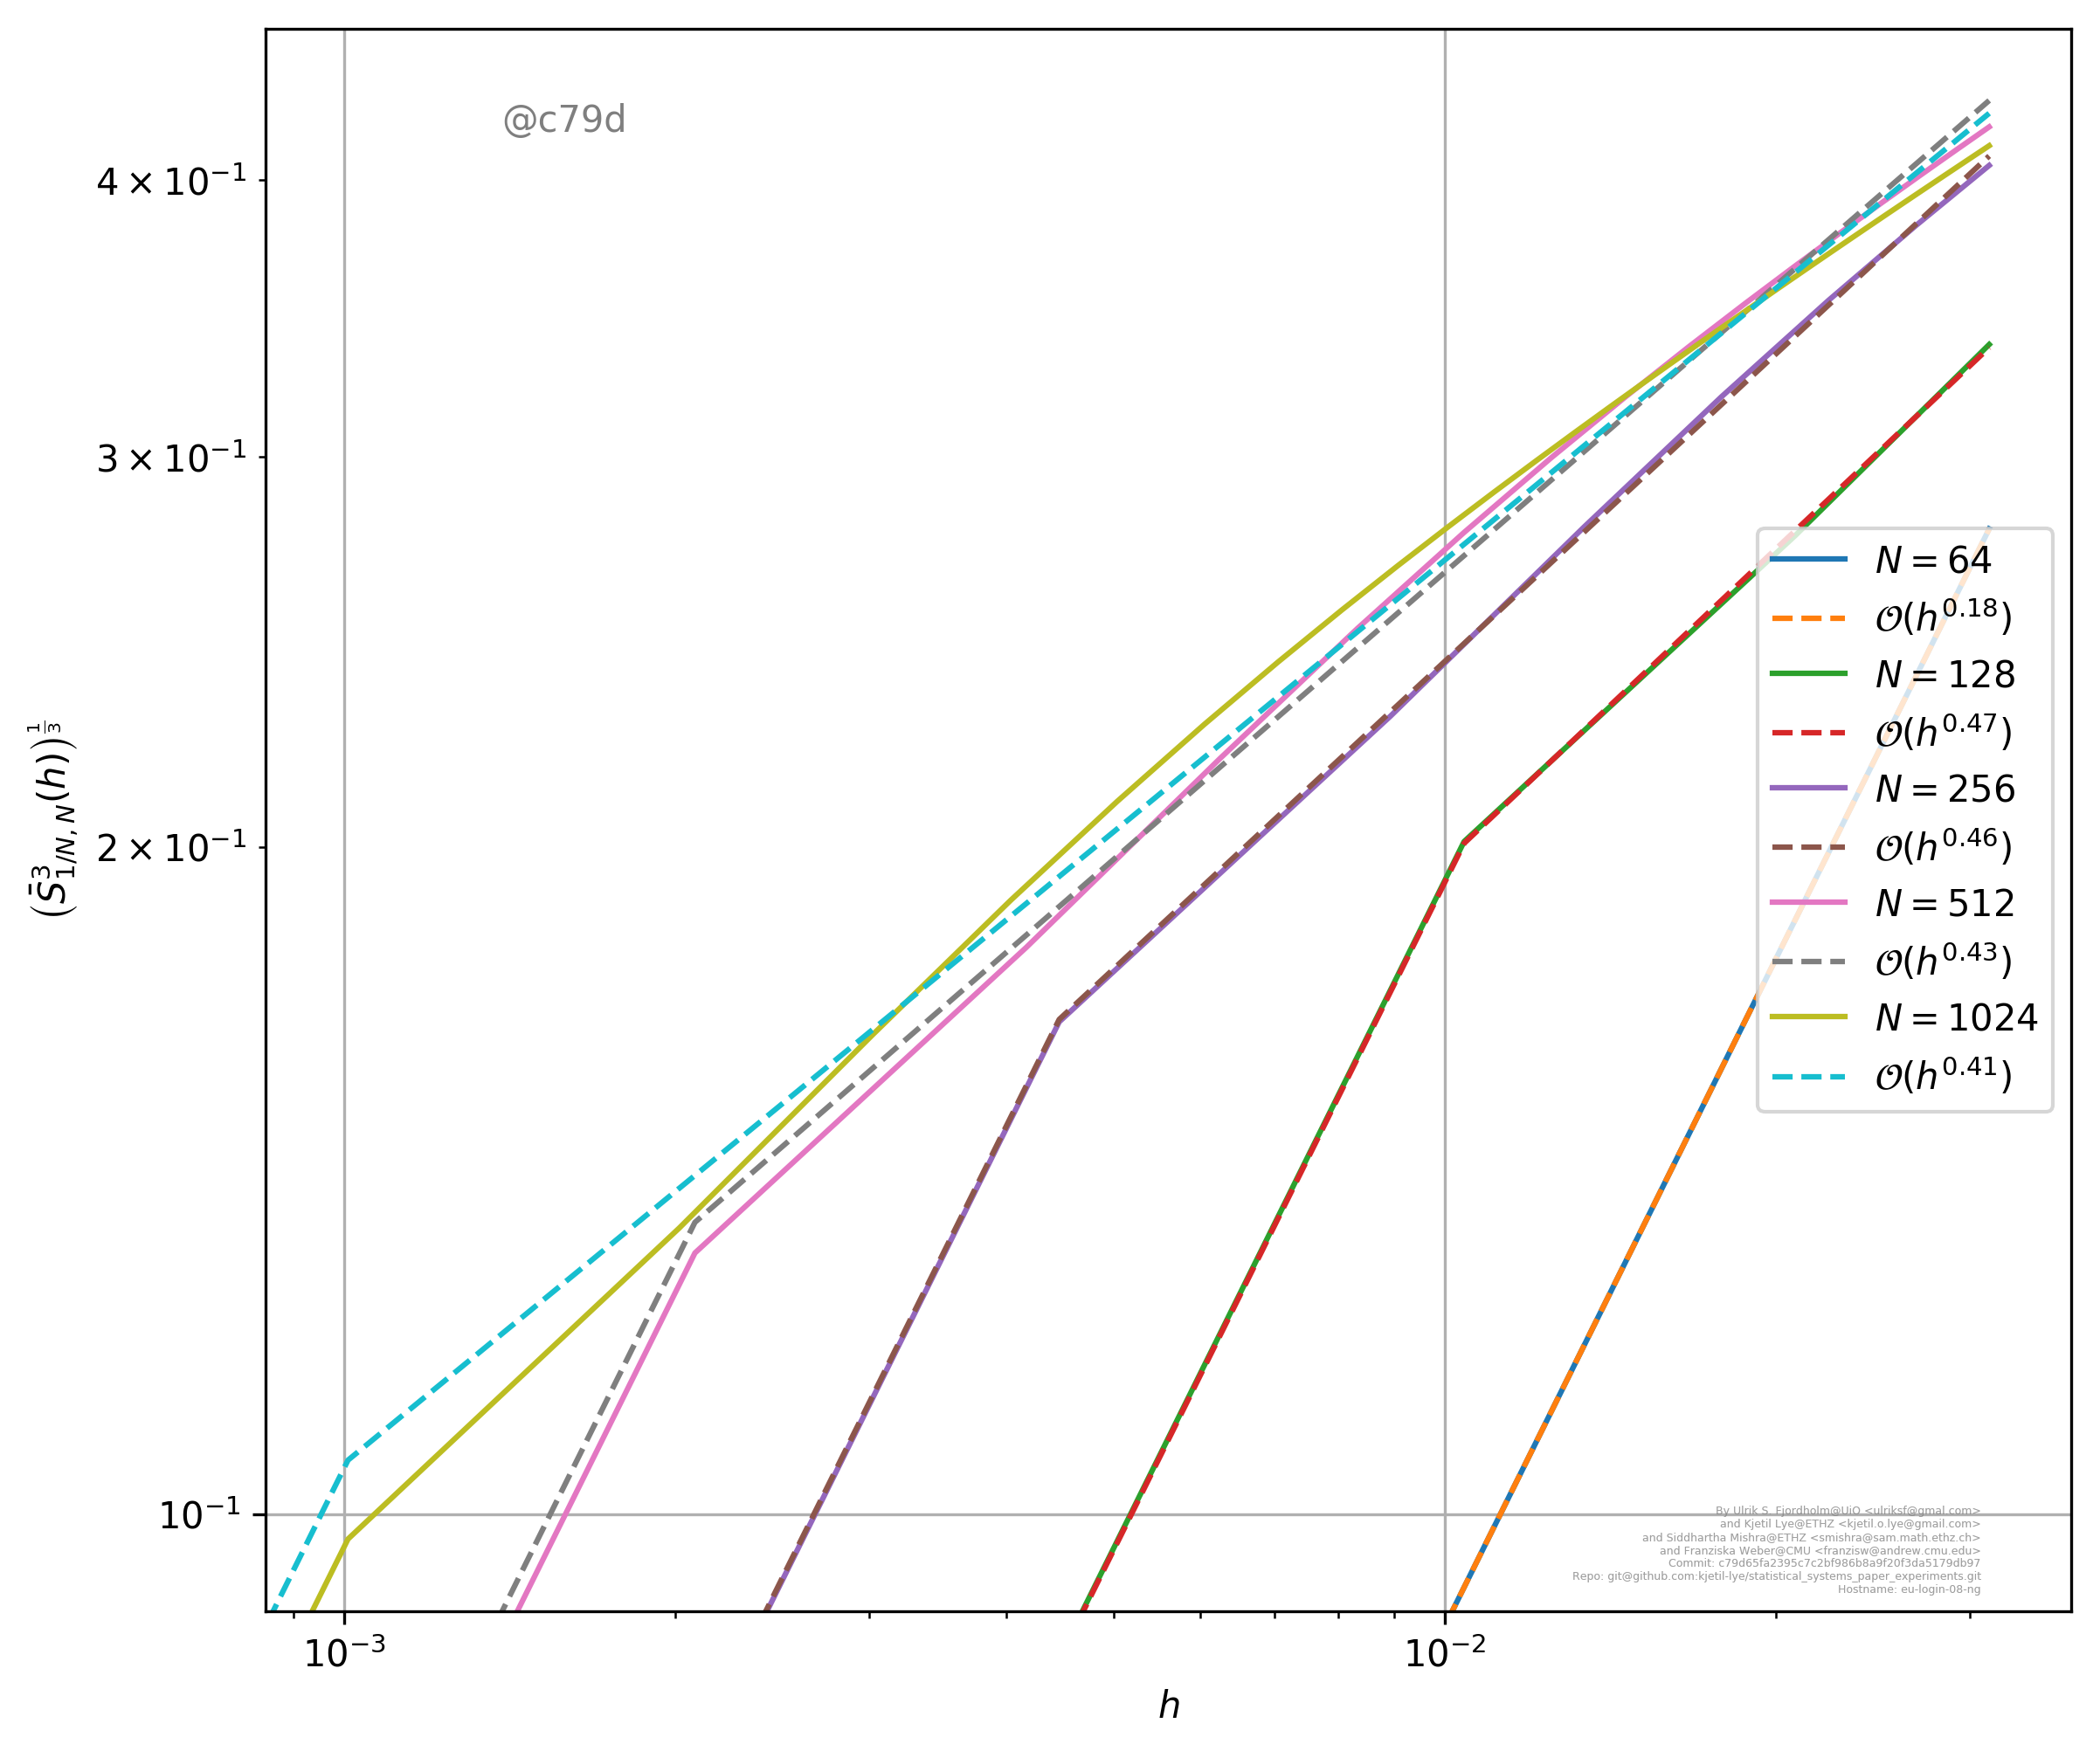 @c79d
4 × 10⁻¹
3 × 10⁻¹
2 × 10⁻¹
10⁻¹
(S̄³₁/N, N(h))^(1/3)
N = 64
𝒪(h^0.18)
N = 128
𝒪(h^0.47)
N = 256
𝒪(h^0.46)
N = 512
𝒪(h^0.43)
N = 1024
𝒪(h^0.41)
By Ulrik S. Fjordholm@UiO <ulriksf@gmal.com>
and Kjetil Lye@ETHZ <kjetil.o.lye@gmail.com>
and Siddhartha Mishra@ETHZ <smishra@sam.math.ethz.ch>
and Franziska Weber@CMU <franzisw@andrew.cmu.edu>
Commit: c79d65fa2395c7c2bf986b8a9f20f3da5179db97
Repo: git@github.com:kjetil-lye/statistical_systems_paper_experiments.git
Hostname: eu-login-08-ng
10⁻³
10⁻²
h